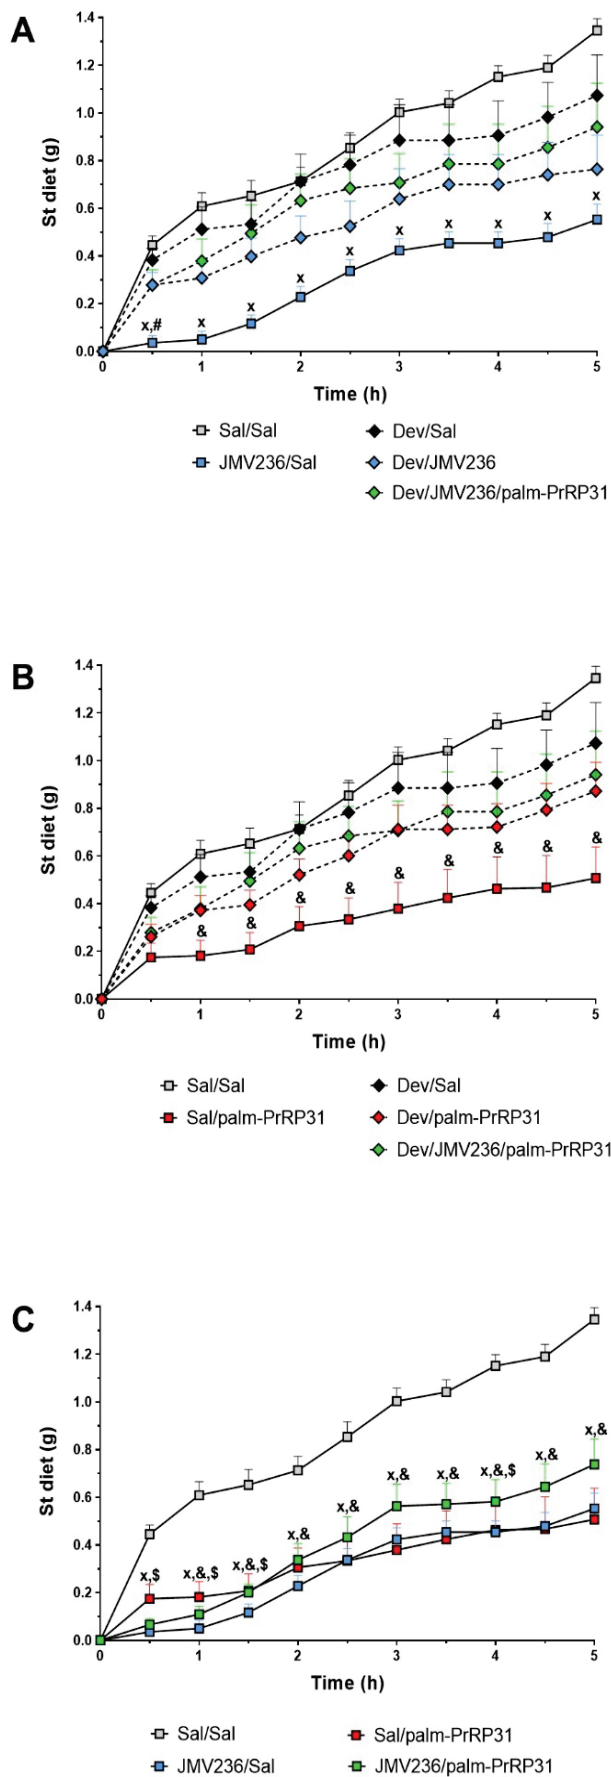 A
St diet (g)
1.4
1.2
1.0
0.8
0.6
0.4
0.2
0.0
x,# x x x x x x x x x
0 1 2 3 4 5
Time (h)
Sal/Sal Dev/Sal
JMV236/Sal Dev/JMV236
Dev/JMV236/palm-PrRP31
B
St diet (g)
1.4
1.2
1.0
0.8
0.6
0.4
0.2
0.0
& & & & & & & & &
0 1 2 3 4 5
Time (h)
Sal/Sal Dev/Sal
Sal/palm-PrRP31 Dev/palm-PrRP31
Dev/JMV236/palm-PrRP31
C
St diet (g)
1.4
1.2
1.0
0.8
0.6
0.4
0.2
0.0
x,$ x,&,$ x,&,$ x,& x,& x,& x,& x,&,$ x,& x,&
0 1 2 3 4 5
Time (h)
Sal/Sal Sal/palm-PrRP31
JMV236/Sal JMV236/palm-PrRP31